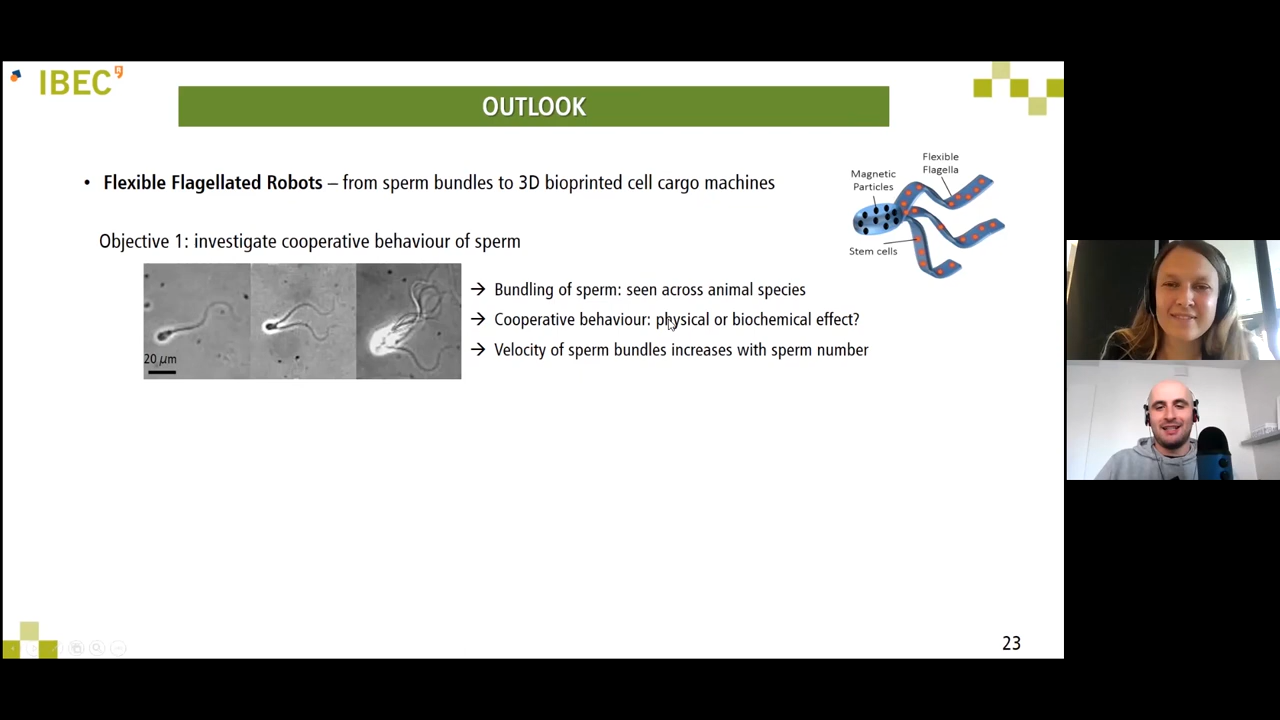 IBEC
OUTLOOK
• Flexible Flagellated Robots – from sperm bundles to 3D bioprinted cell cargo machines
Flexible
Flagella
Magnetic
Particles
Stem cells
Objective 1: investigate cooperative behaviour of sperm
20 µm
→ Bundling of sperm: seen across animal species
→ Cooperative behaviour: physical or biochemical effect?
→ Velocity of sperm bundles increases with sperm number
23